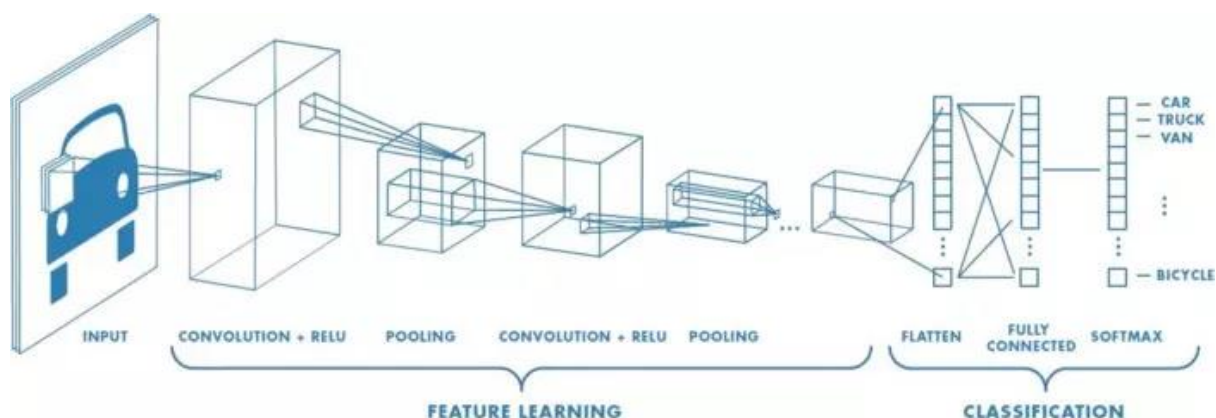 CAR
TRUCK
VAN
BICYCLE
INPUT
CONVOLUTION + RELU
POOLING
CONVOLUTION + RELU
POOLING
FLATTEN
FULLY
CONNECTED
SOFTMAX
FEATURE LEARNING
CLASSIFICATION